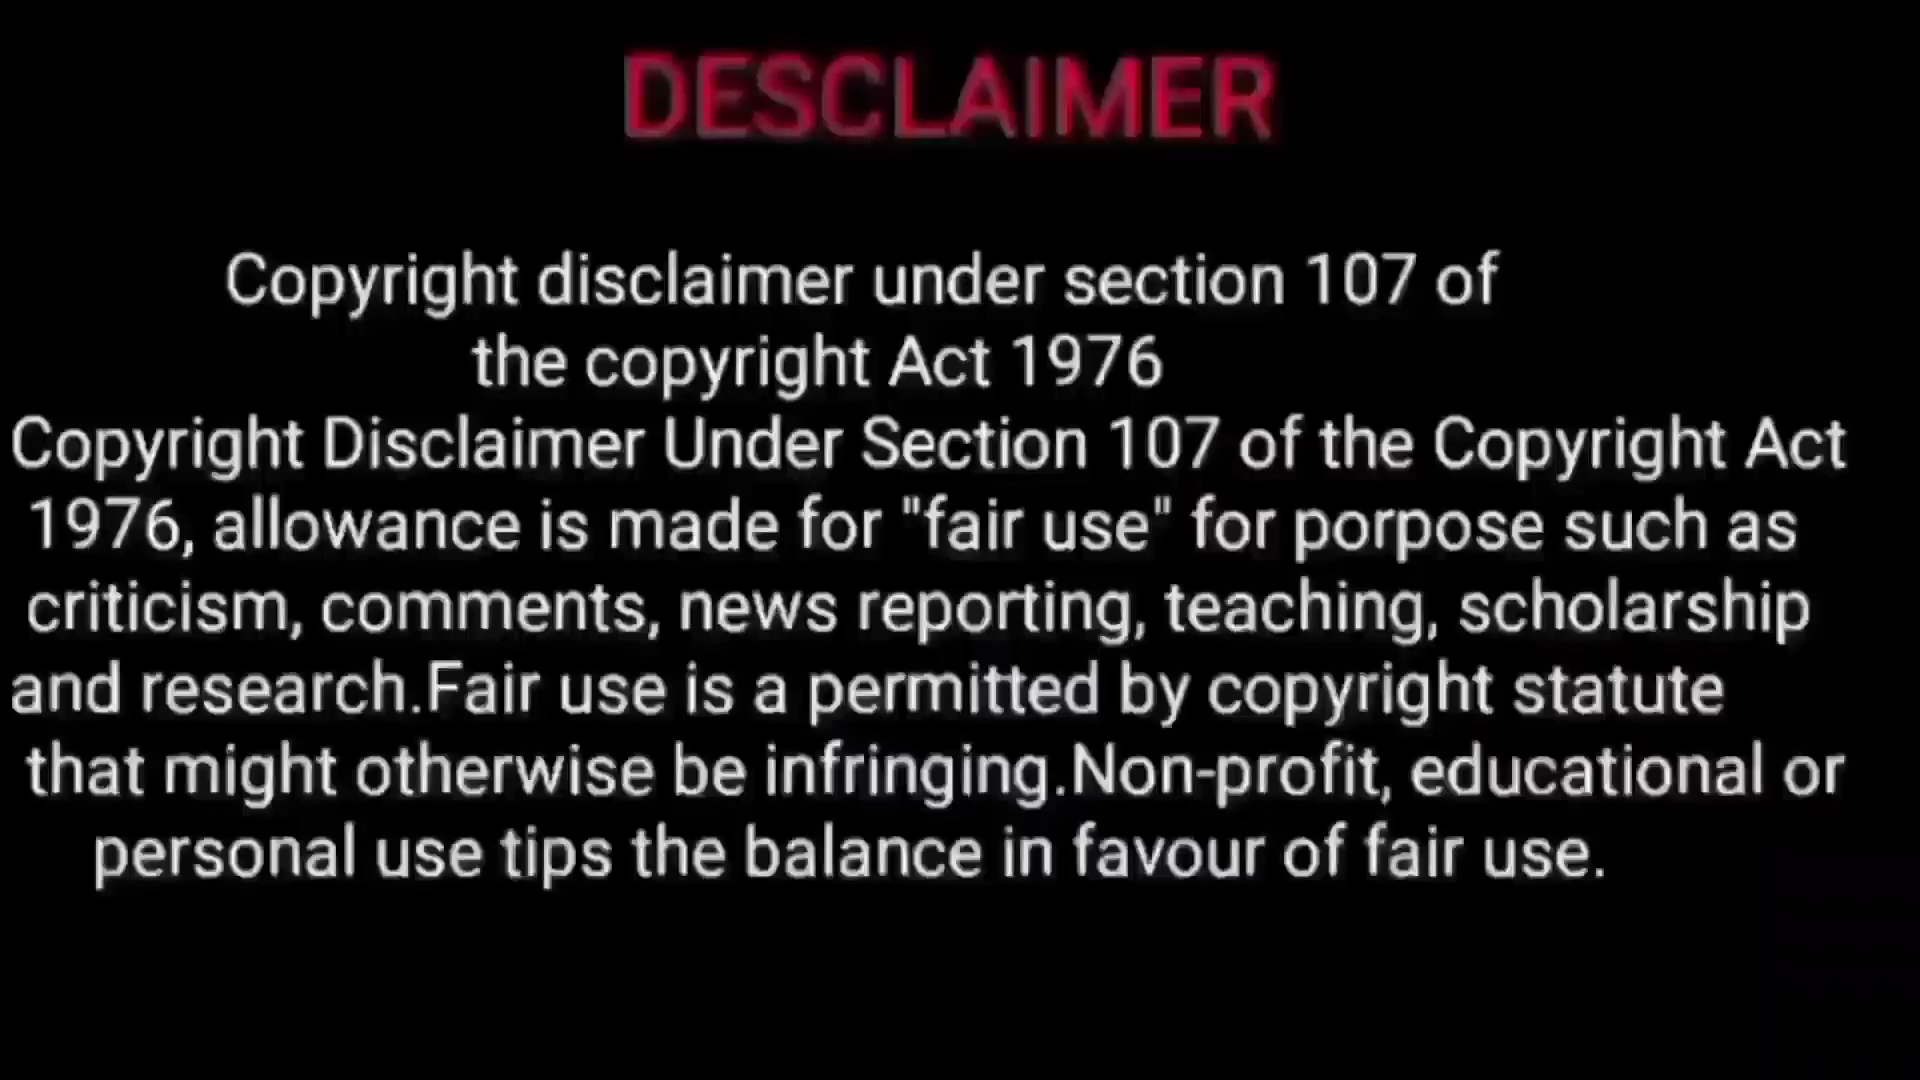 DESCLAIMER
Copyright disclaimer under section 107 of
the copyright Act 1976
Copyright Disclaimer Under Section 107 of the Copyright Act
1976, allowance is made for "fair use" for porpose such as
criticism, comments, news reporting, teaching, scholarship
and research.Fair use is a permitted by copyright statute
that might otherwise be infringing.Non-profit, educational or
personal use tips the balance in favour of fair use.